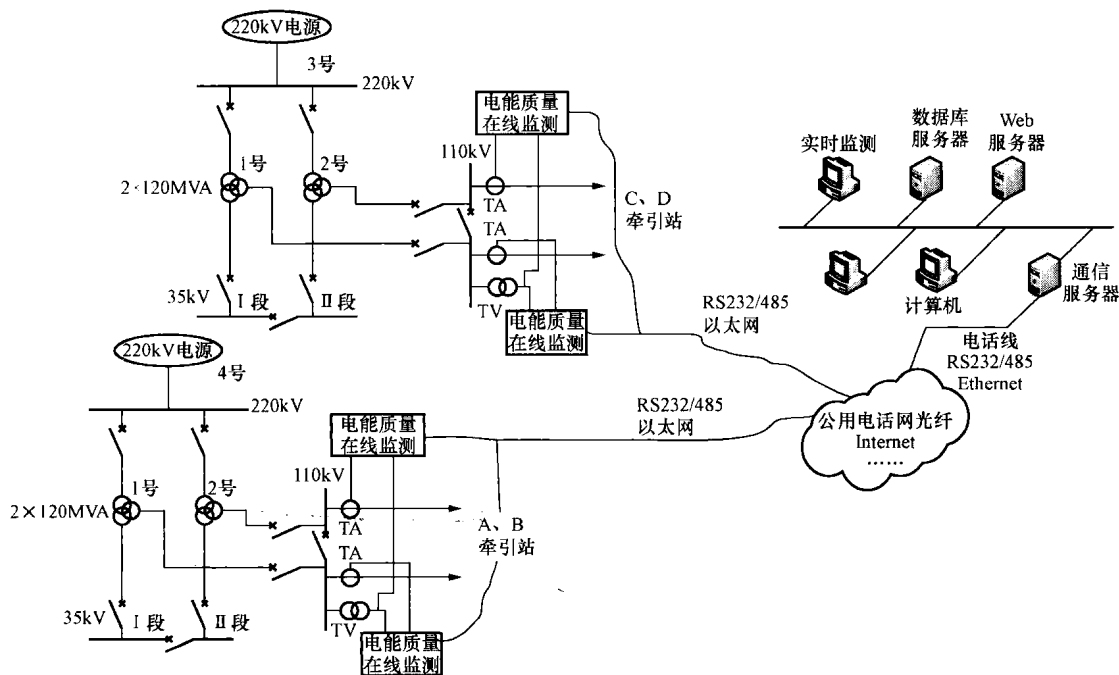 220kV电源
3号
220kV
1号
2号
2×120MVA
35kV
I段
II段
110kV
电能质量
在线监测
TA
TA
TV
电能质量
在线监测
C、D
牵引站
RS232/485
以太网
实时监测
数据库
服务器
Web
服务器
计算机
通信
服务器
电话线
RS232/485
Ethernet
公用电话网光纤
Internet
……
220kV电源
4号
220kV
1号
2号
2×120MVA
35kV
I段
II段
110kV
电能质量
在线监测
TA
TA
TV
电能质量
在线监测
A、B
牵引站
RS232/485
以太网